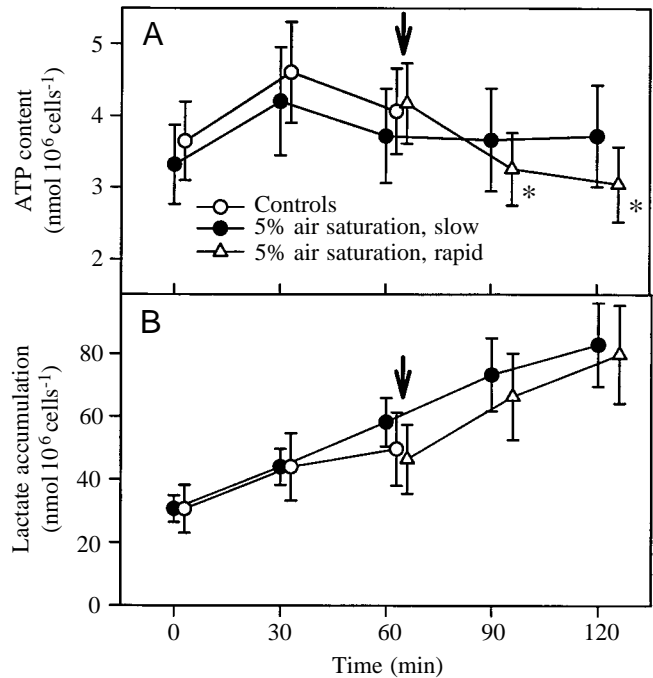 A
5
4
3
2
ATP content
(nmol 10⁶ cells⁻¹)
*
*
Controls
5% air saturation, slow
5% air saturation, rapid
B
80
60
40
20
0
Lactate accumulation
(nmol 10⁶ cells⁻¹)
0 30 60 90 120
Time (min)